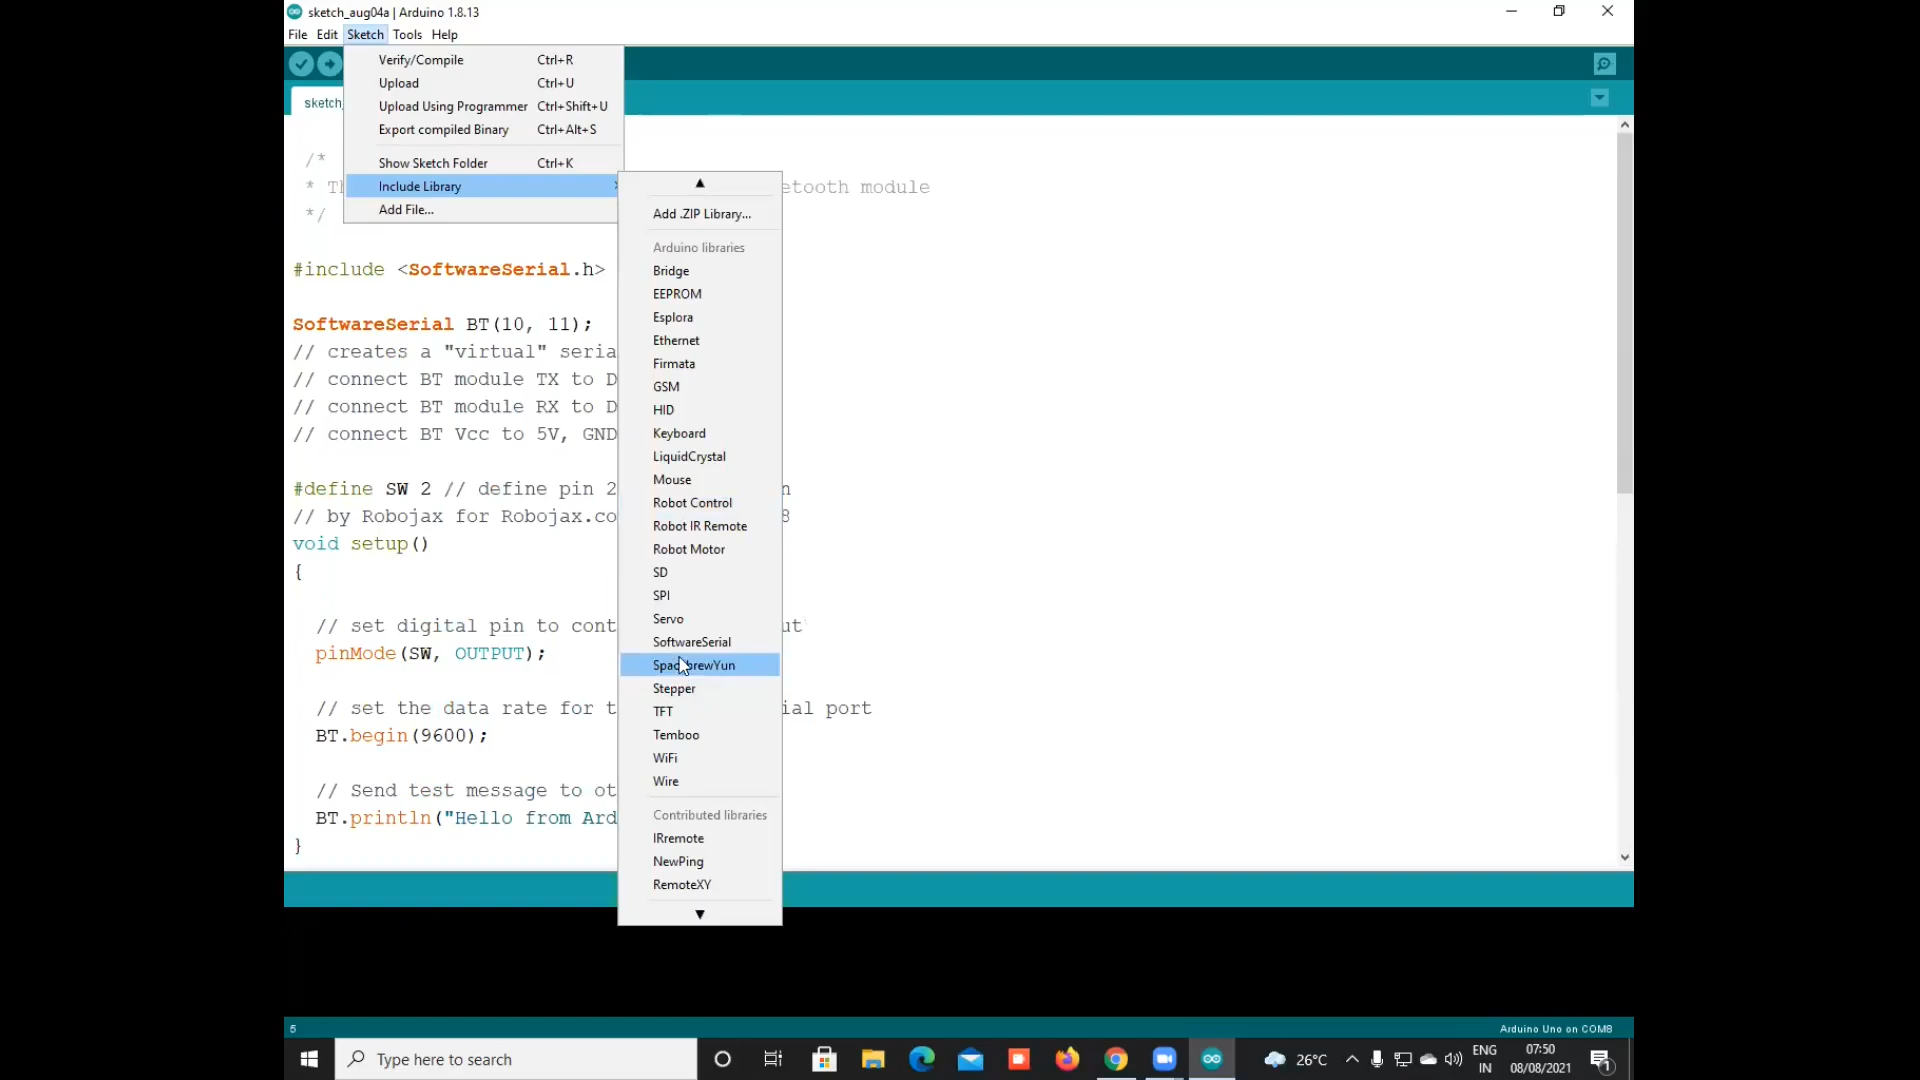 sketch_aug04a | Arduino 1.8.13
File Edit Sketch Tools Help
Verify/Compile Ctrl+R
Upload Ctrl+U
Upload Using Programmer Ctrl+Shift+U
Export compiled Binary Ctrl+Alt+S
Show Sketch Folder Ctrl+K
Include Library
Add File...
sketch_
Add .ZIP Library...
Arduino libraries
Bridge
EEPROM
Esplora
Ethernet
Firmata
GSM
HID
Keyboard
LiquidCrystal
Mouse
Robot Control
Robot IR Remote
Robot Motor
SD
SPI
Servo
SoftwareSerial
SpacebrewYun
Stepper
TFT
Temboo
WiFi
Wire
Contributed libraries
IRremote
NewPing
RemoteXY
/*
* Th etooth module
*/
#include <SoftwareSerial.h>
SoftwareSerial BT(10, 11);
// creates a "virtual" seria
// connect BT module TX to D
// connect BT module RX to D
// connect BT Vcc to 5V, GND
#define SW 2 // define pin 2 n
// by Robojax for Robojax.co 8
void setup()
{
// set digital pin to cont ut
pinMode(SW, OUTPUT);
// set the data rate for t ial port
BT.begin(9600);
// Send test message to ot
BT.println("Hello from Ard
}
5 Arduino Uno on COM8
Type here to search
26°C
ENG
IN
07:50
08/08/2021
1